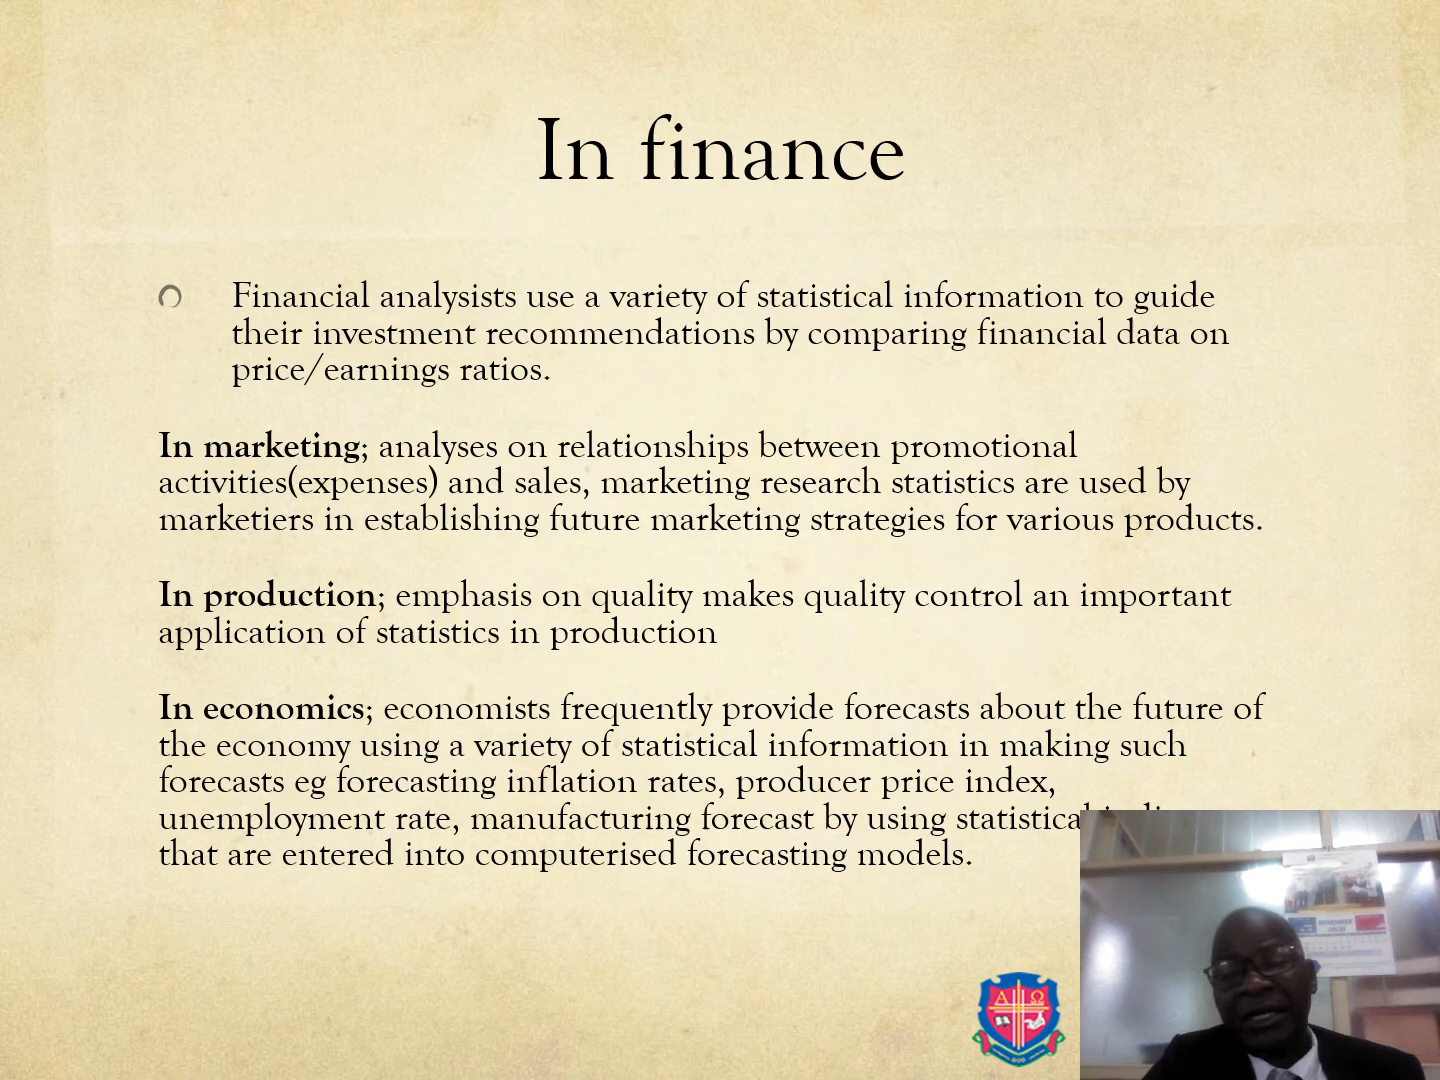 In finance
Financial analysists use a variety of statistical information to guide
their investment recommendations by comparing financial data on
price/earnings ratios.
In marketing; analyses on relationships between promotional
activities(expenses) and sales, marketing research statistics are used by
marketiers in establishing future marketing strategies for various products.
In production; emphasis on quality makes quality control an important
application of statistics in production
In economics; economists frequently provide forecasts about the future of
the economy using a variety of statistical information in making such
forecasts eg forecasting inflation rates, producer price index,
unemployment rate, manufacturing forecast by using
that are entered into computerised forecasting models.
Α Ω
GOD
NOVEMBER
2020